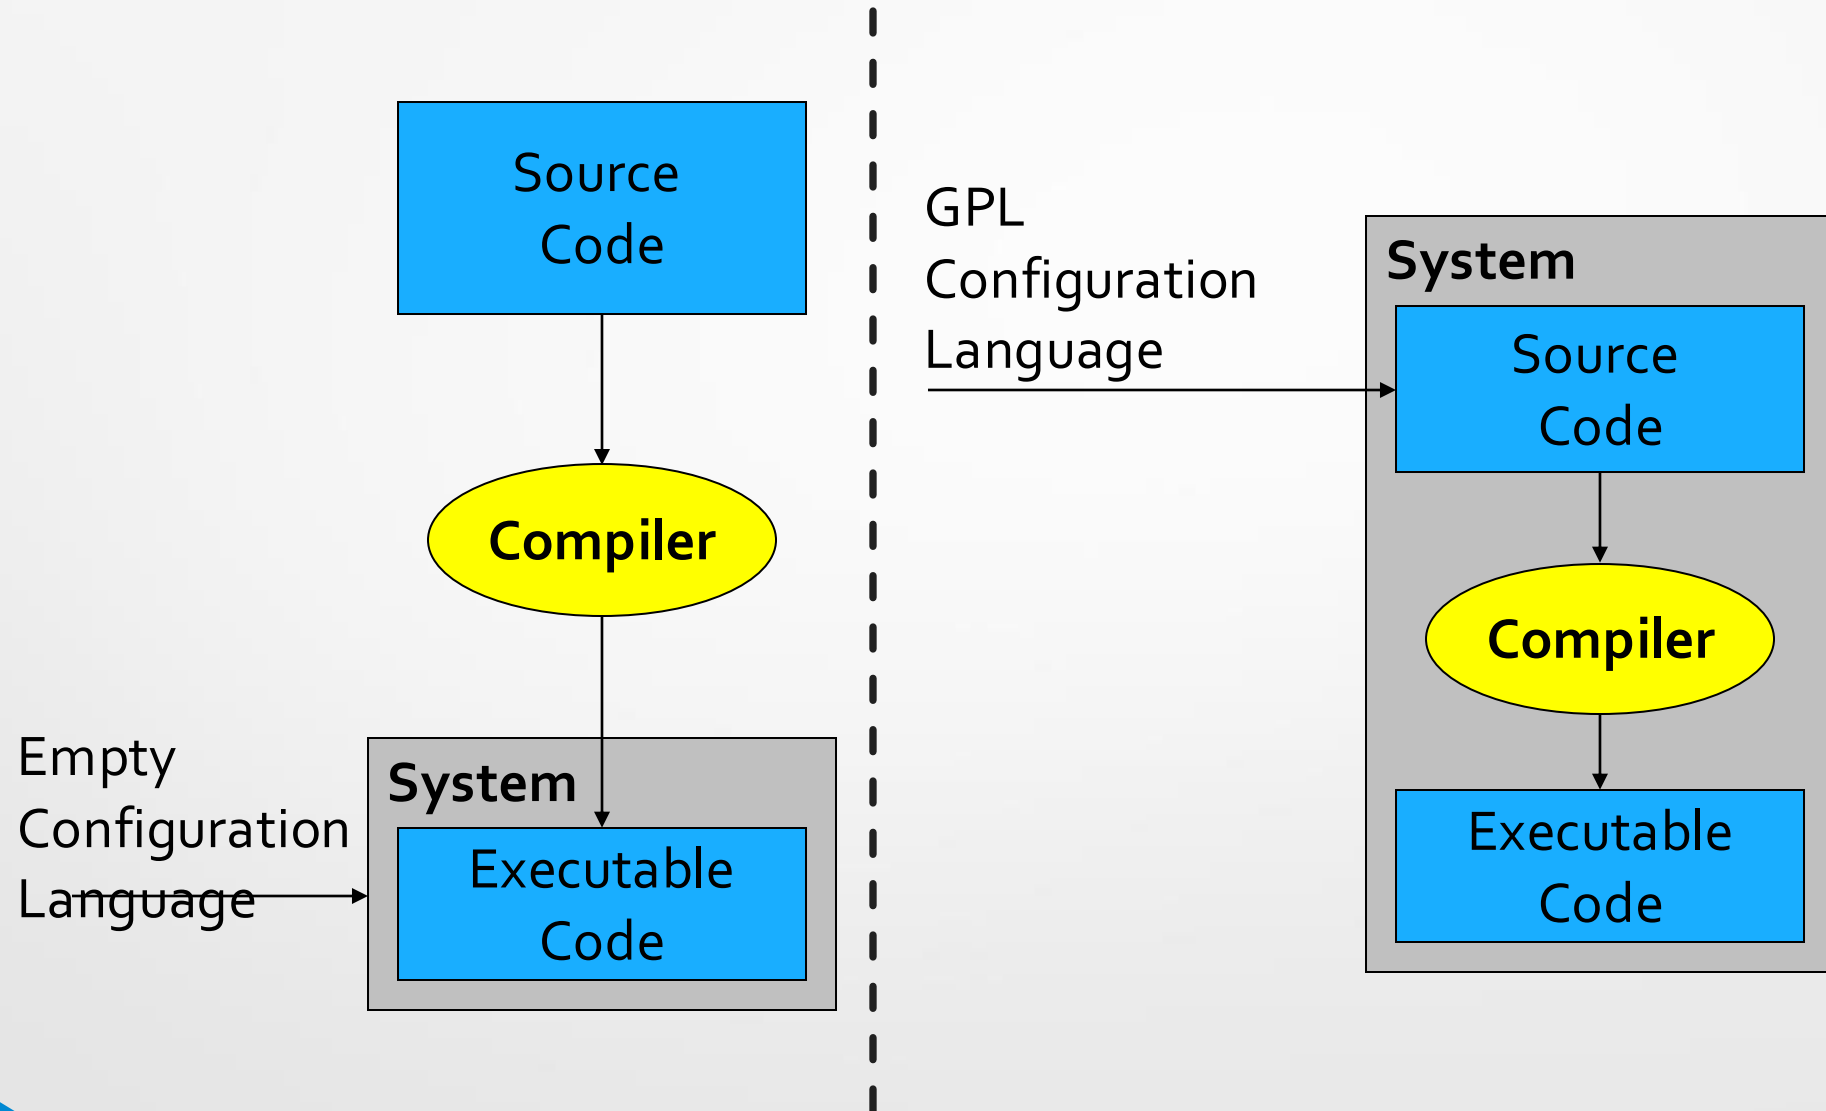 Source
Code
Compiler
Empty
Configuration
Language
System
Executable
Code
GPL
Configuration
Language
System
Source
Code
Compiler
Executable
Code